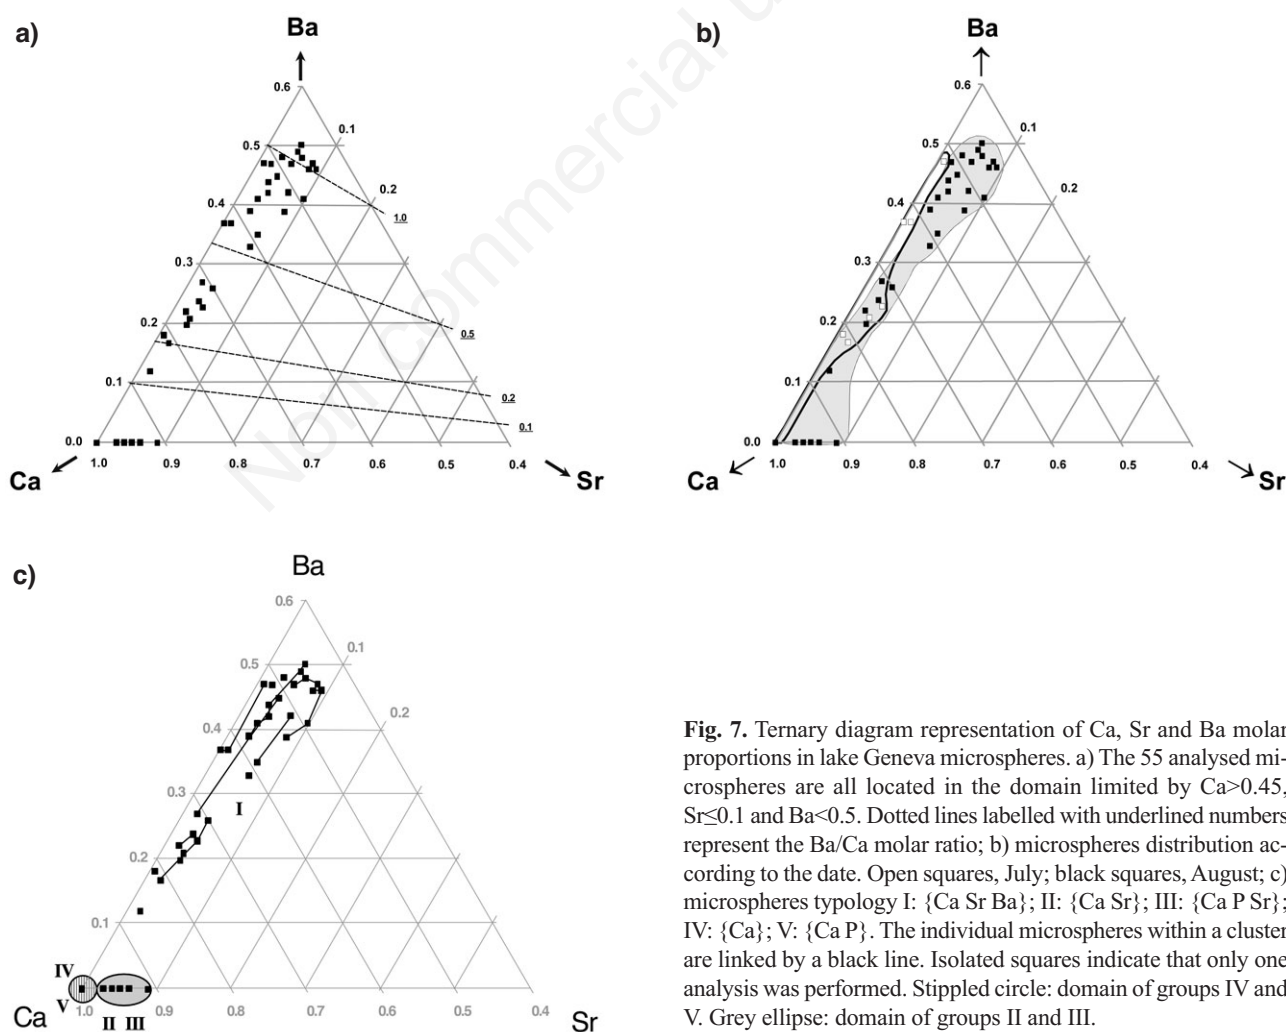 a)
Ba
0.6
0.5
0.1
0.4
0.2
1.0
0.3
0.2
0.5
0.1
0.2
0.1
0.0
1.0
0.9
0.8
0.7
0.6
0.5
0.4
Ca
Sr
b)
Ba
0.6
0.5
0.1
0.4
0.2
0.3
0.2
0.1
0.0
1.0
0.9
0.8
0.7
0.6
0.5
0.4
Ca
Sr
Non commercial u
c)
Ba
0.6
0.5
0.1
0.4
0.2
0.3
I
0.2
0.1
IV
V
1.0
0.9
0.8
0.7
0.6
0.5
0.4
Ca
II III
Sr
Fig. 7. Ternary diagram representation of Ca, Sr and Ba molar
proportions in lake Geneva microspheres. a) The 55 analysed mi-
crospheres are all located in the domain limited by Ca>0.45,
Sr≤0.1 and Ba<0.5. Dotted lines labelled with underlined numbers
represent the Ba/Ca molar ratio; b) microspheres distribution ac-
cording to the date. Open squares, July; black squares, August; c)
microspheres typology I: {Ca Sr Ba}; II: {Ca Sr}; III: {Ca P Sr};
IV: {Ca}; V: {Ca P}. The individual microspheres within a cluster
are linked by a black line. Isolated squares indicate that only one
analysis was performed. Stippled circle: domain of groups IV and
V. Grey ellipse: domain of groups II and III.